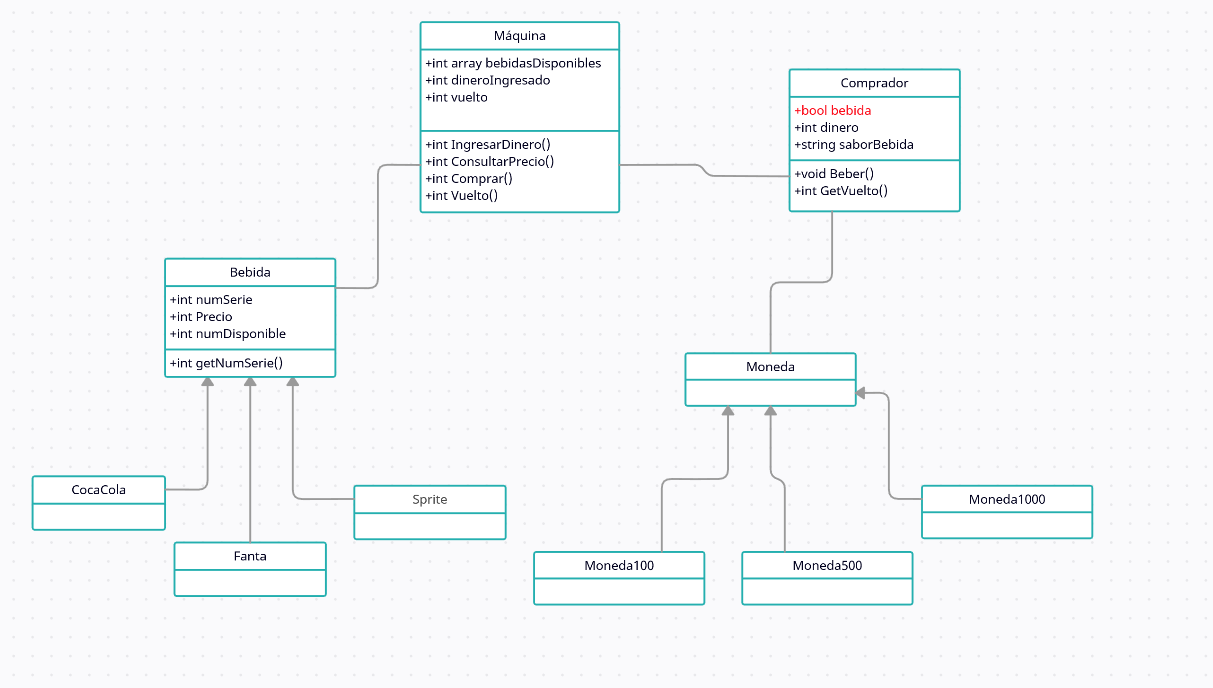 Máquina
+int array bebidasDisponibles
+int dineroIngresado
+int vuelto
+int IngresarDinero()
+int ConsultarPrecio()
+int Comprar()
+int Vuelto()
Comprador
+bool bebida
+int dinero
+string saborBebida
+void Beber()
+int GetVuelto()
Bebida
+int numSerie
+int Precio
+int numDisponible
+int getNumSerie()
Moneda
CocaCola
Sprite
Moneda1000
Fanta
Moneda100
Moneda500